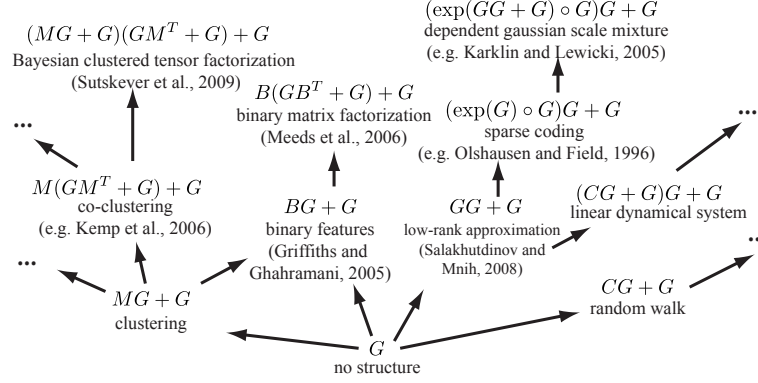 (exp(GG + G) ∘ G)G + G
dependent gaussian scale mixture
(e.g. Karklin and Lewicki, 2005)
(MG + G)(GM^T + G) + G
Bayesian clustered tensor factorization
(Sutskever et al., 2009)
B(GB^T + G) + G
binary matrix factorization
(Meeds et al., 2006)
(exp(G) ∘ G)G + G
sparse coding
(e.g. Olshausen and Field, 1996)
...
...
M(GM^T + G) + G
co-clustering
(e.g. Kemp et al., 2006)
BG + G
binary features
(Griffiths and
Ghahramani, 2005)
GG + G
low-rank approximation
(Salakhutdinov and
Mnih, 2008)
(CG + G)G + G
linear dynamical system
...
..
MG + G
clustering
CG + G
random walk
G
no structure